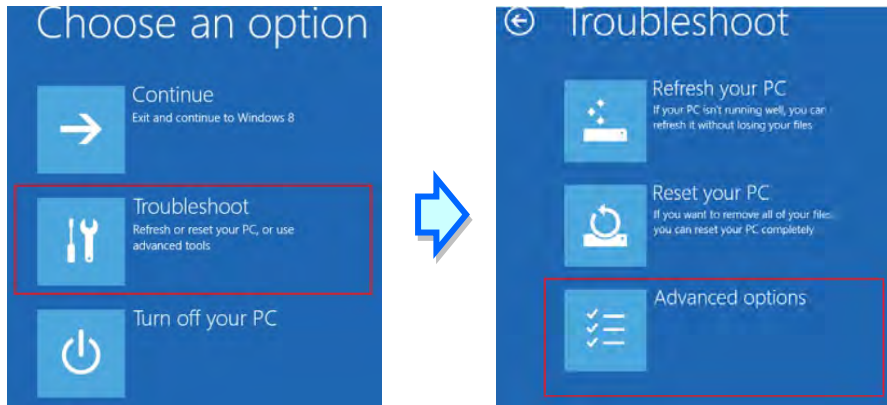 Choose an option
Continue
Exit and continue to Windows 8
Troubleshoot
Refresh or reset your PC, or use
advanced tools
Turn off your PC
Troubleshoot
Refresh your PC
If your PC isn't running well, you can
refresh it without losing your files
Reset your PC
If you want to remove all of your files,
you can reset your PC completely
Advanced options